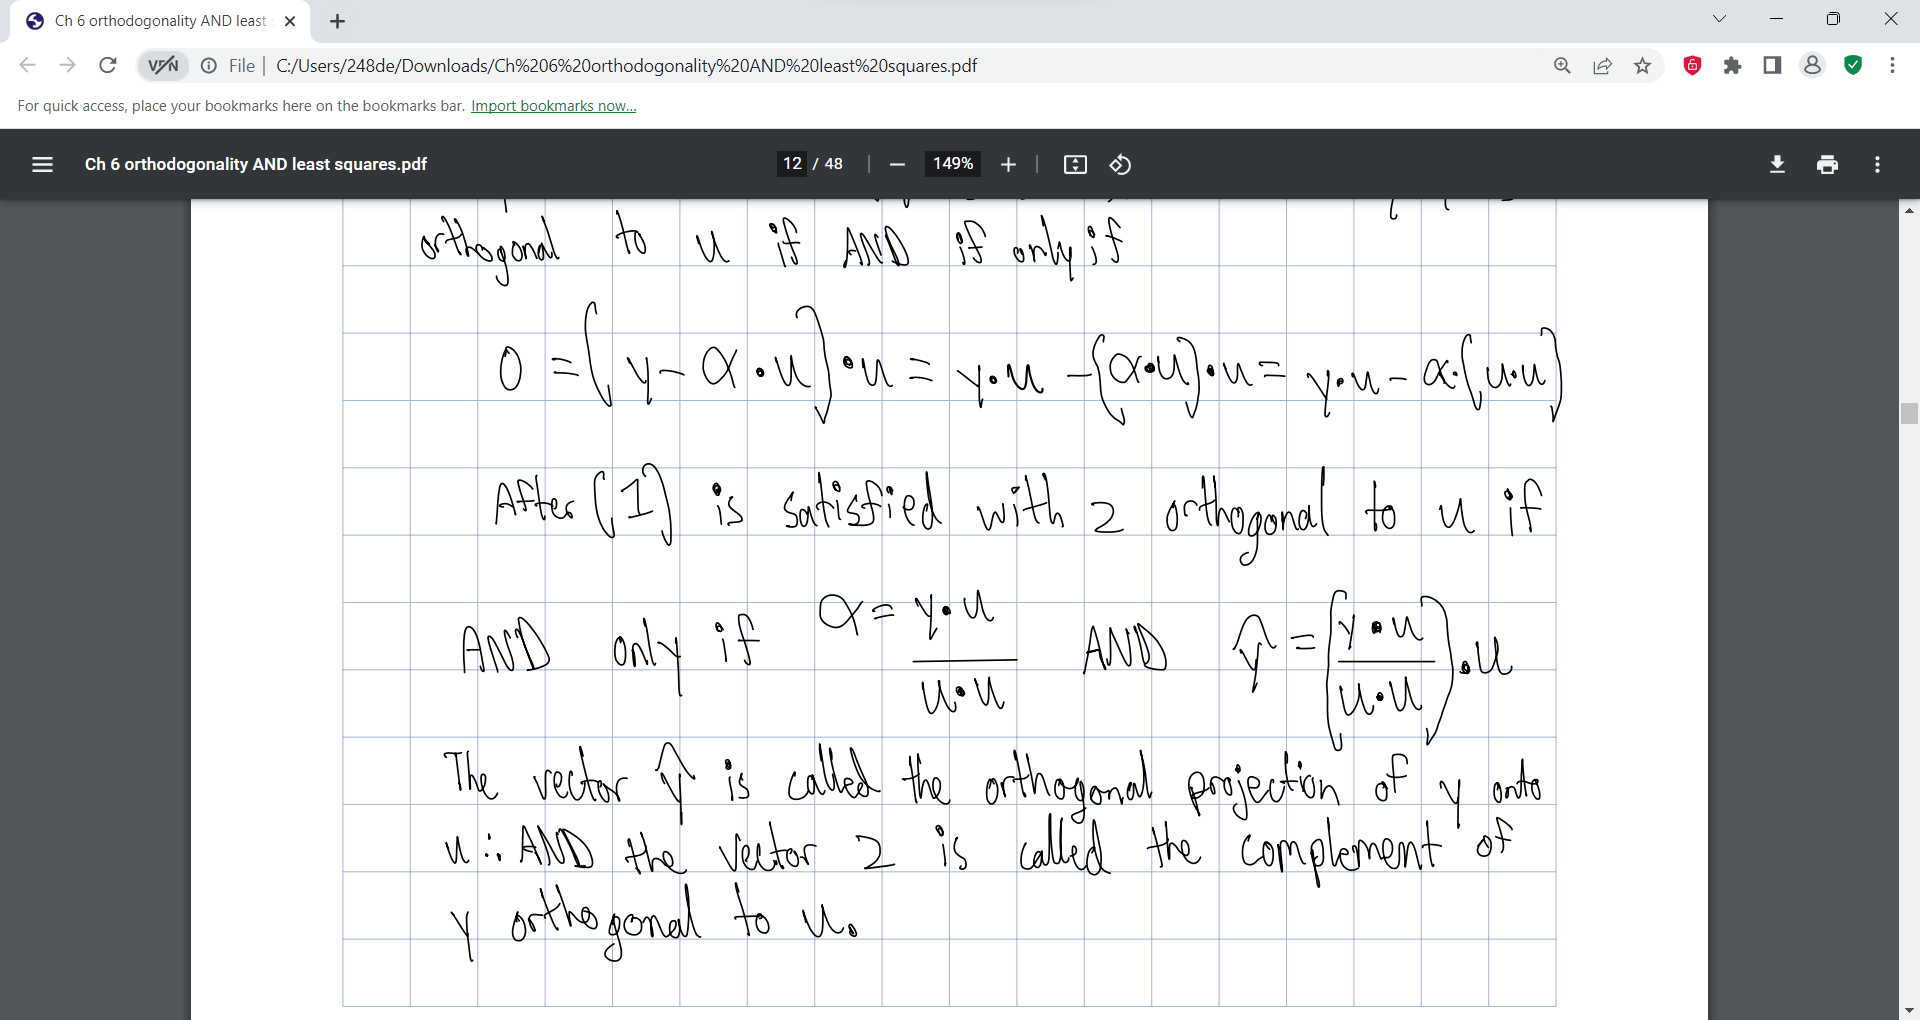 Ch 6 orthodogonality AND least
File C:/Users/248de/Downloads/Ch%206%20orthodogonality%20AND%20least%20squares.pdf
For quick access, place your bookmarks here on the bookmarks bar. Import bookmarks now...
Ch 6 orthodogonality AND least squares.pdf 12 / 48 149%
orthogonal to u if AND if only if
0 = (y - α • u) • u = y • u - (α • u) • u = y • u - α • (u • u)
After (1) is satisfied with z orthogonal to u if
AND only if α = y • u / u • u AND ŷ = (y • u / u • u) • u
The vector ŷ is called the orthogonal projection of y onto
u ∴ AND the vector z is called the complement of
y orthogonal to u.